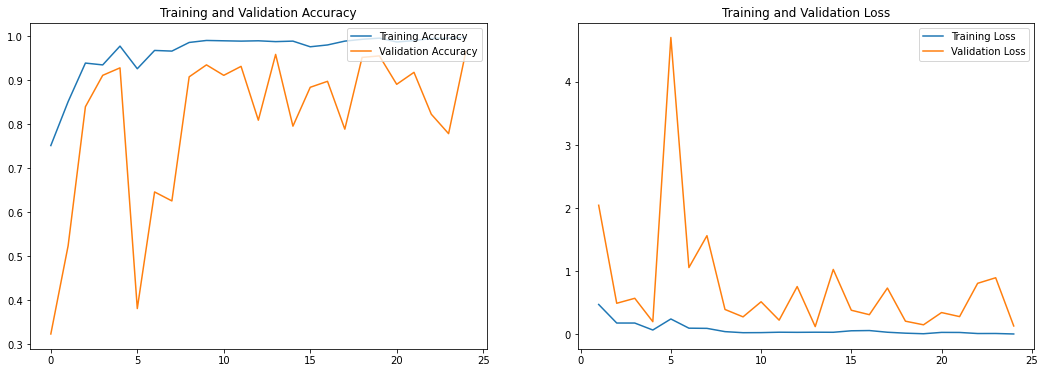 Training and Validation Accuracy
Training Accuracy
Validation Accuracy
1.0
0.9
0.8
0.7
0.6
0.5
0.4
0.3
0 5 10 15 20 25
Training and Validation Loss
Training Loss
Validation Loss
4
3
2
1
0
0 5 10 15 20 25